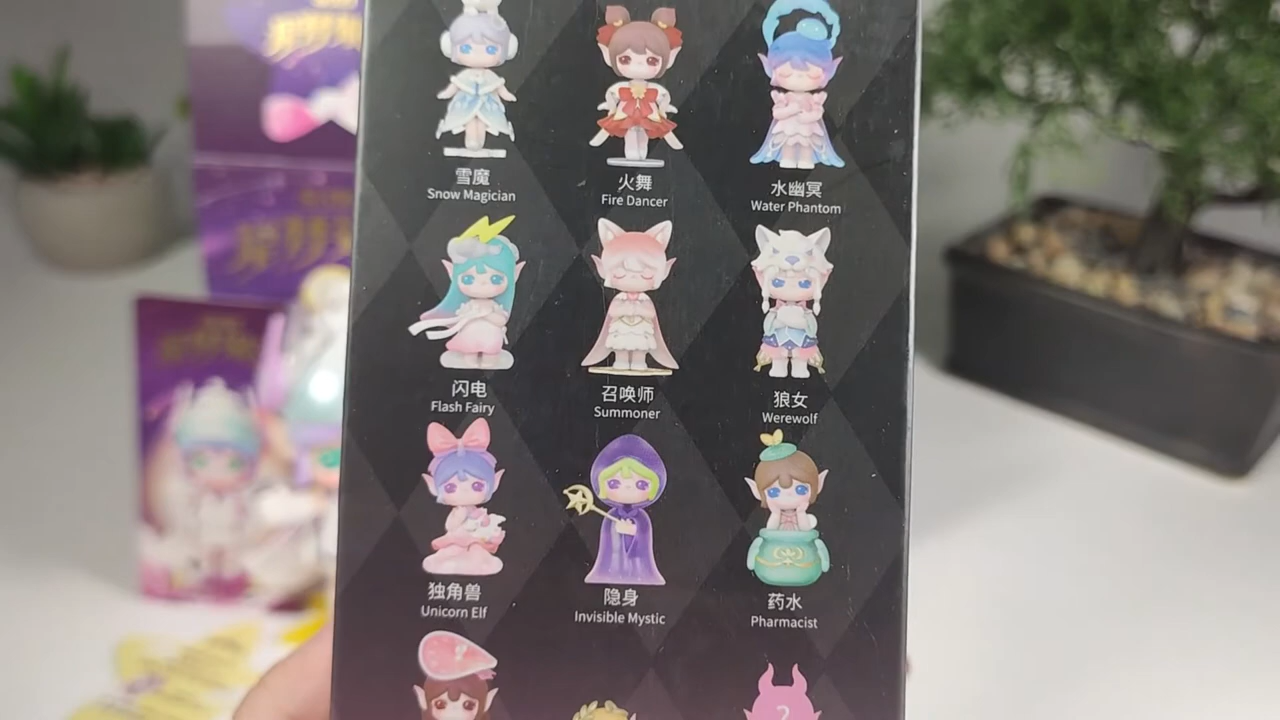 雪魔
Snow Magician
火舞
Fire Dancer
水幽冥
Water Phantom
闪电
Flash Fairy
召唤师
Summoner
狼女
Werewolf
独角兽
Unicorn Elf
隐身
Invisible Mystic
药水
Pharmacist
?